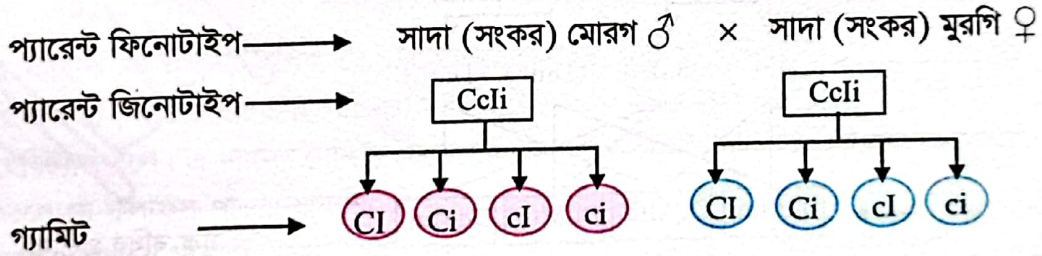 প্যারেন্ট ফিনোটাইপ সাদা (সংকর) মোরগ ♂ × সাদা (সংকর) মুরগি ♀
প্যারেন্ট জিনোটাইপ CcIi CcIi
গ্যামিট CI Ci cI ci CI Ci cI ci